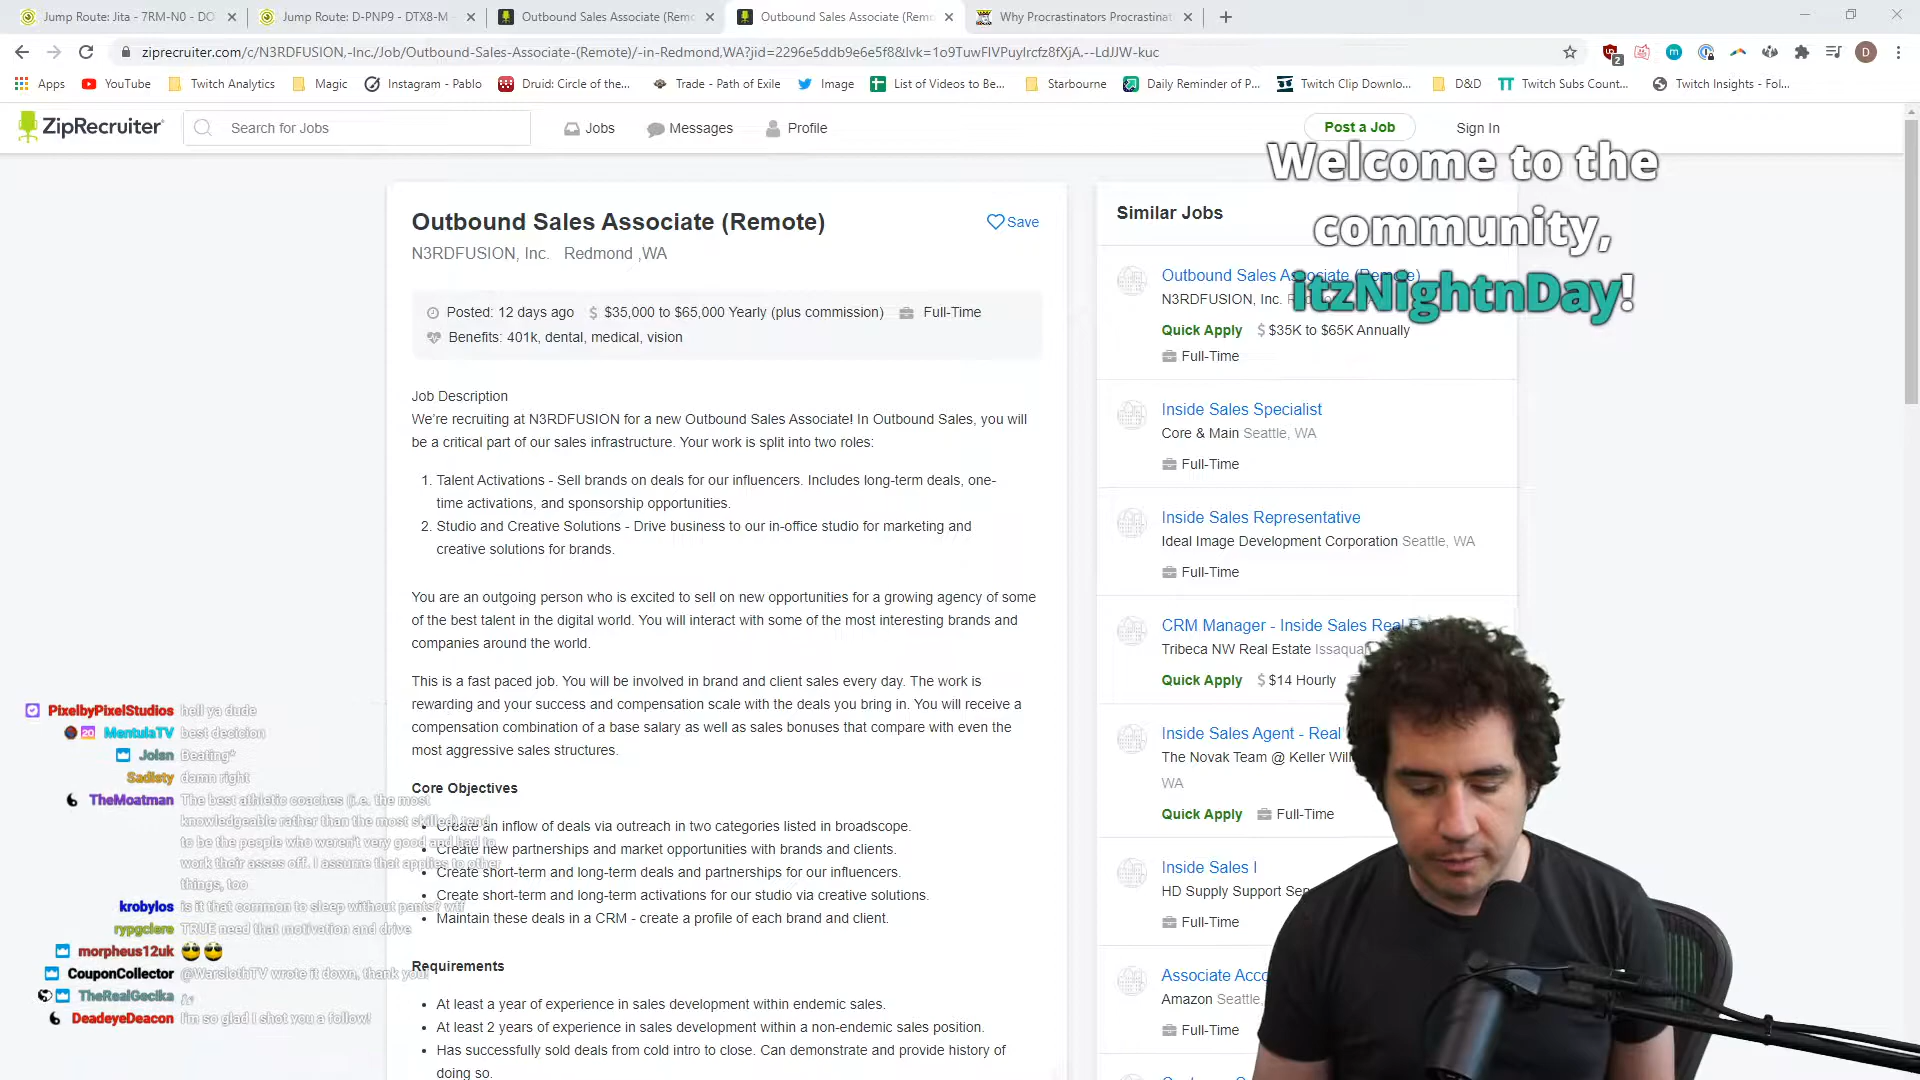 Jump Route: Jita - 7RM-N0 - DO
Jump Route: D-PNP9 - DTX8-M
Outbound Sales Associate (Remo
Outbound Sales Associate (Rem
Why Procrastinators Procrastinat
ziprecruiter.com/c/N3RDFUSION,-Inc./Job/Outbound-Sales-Associate-(Remote)/-in-Redmond,WA?jid=2296e5ddb9e6e5f8&lvk=1o9TuwFIVPuyIrcfz8fXjA.--LdJJW-kuc
Apps
YouTube
Twitch Analytics
Magic
Instagram - Pablo
Druid: Circle of the...
Trade - Path of Exile
Image
List of Videos to Be...
Starbourne
Daily Reminder of P...
Twitch Clip Downlo...
D&D
Twitch Subs Count...
Twitch Insights - Fol...
ZipRecruiter
Search for Jobs
Jobs
Messages
Profile
Post a Job
Sign In
Welcome to the
community,
itzNightnDay!
Outbound Sales Associate (Remote)
Save
N3RDFUSION, Inc. Redmond ,WA
Posted: 12 days ago $35,000 to $65,000 Yearly (plus commission) Full-Time
Benefits: 401k, dental, medical, vision
Job Description
We're recruiting at N3RDFUSION for a new Outbound Sales Associate! In Outbound Sales, you will
be a critical part of our sales infrastructure. Your work is split into two roles:
1. Talent Activations - Sell brands on deals for our influencers. Includes long-term deals, one-
time activations, and sponsorship opportunities.
2. Studio and Creative Solutions - Drive business to our in-office studio for marketing and
creative solutions for brands.
You are an outgoing person who is excited to sell on new opportunities for a growing agency of some
of the best talent in the digital world. You will interact with some of the most interesting brands and
companies around the world.
This is a fast paced job. You will be involved in brand and client sales every day. The work is
rewarding and your success and compensation scale with the deals you bring in. You will receive a
compensation combination of a base salary as well as sales bonuses that compare with even the
most aggressive sales structures.
Core Objectives
• Create an inflow of deals via outreach in two categories listed in broadscope.
• Create new partnerships and market opportunities with brands and clients.
• Create short-term and long-term deals and partnerships for our influencers.
• Create short-term and long-term activations for our studio via creative solutions.
• Maintain these deals in a CRM - create a profile of each brand and client.
Requirements
• At least a year of experience in sales development within endemic sales.
• At least 2 years of experience in sales development within a non-endemic sales position.
• Has successfully sold deals from cold intro to close. Can demonstrate and provide history of
doing so.
Similar Jobs
Outbound Sales Associate (Remote)
N3RDFUSION, Inc.
Quick Apply $35K to $65K Annually
Full-Time
Inside Sales Specialist
Core & Main Seattle, WA
Full-Time
Inside Sales Representative
Ideal Image Development Corporation Seattle, WA
Full-Time
CRM Manager - Inside Sales Real
Tribeca NW Real Estate Issaquah
Quick Apply $14 Hourly
Inside Sales Agent - Real
The Novak Team @ Keller Will
WA
Quick Apply Full-Time
Inside Sales I
HD Supply Support Ser
Full-Time
Associate Acco
Amazon Seattle,
Full-Time
PixelbyPixelStudios hell ya dude
20 MentulaTV best decicion
Joisn Beating*
Sadisty damn right
TheMoatman The best athletic coaches (i.e. the most
knowledgeable rather than the most skilled) tend
to be the people who weren't very good and had to
work their asses off. I assume that applies to other
things, too
krobylos is it that common to sleep without pants? wtf
rypgclere TRUE need that motivation and drive
morpheus12uk
CouponCollector @WarslothTV wrote it down, thank you!
TheRealGecika
DeadeyeDeacon I'm so glad I shot you a follow!